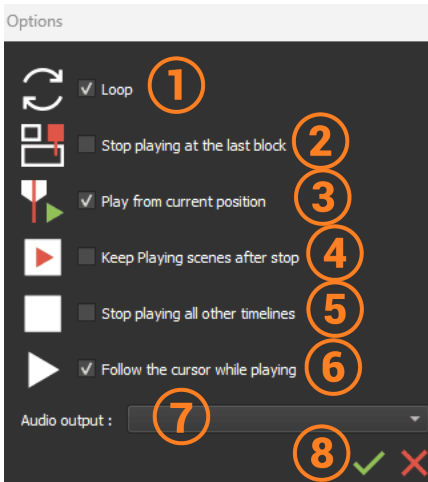 Options
Loop 1
Stop playing at the last block 2
Play from current position 3
Keep Playing scenes after stop 4
Stop playing all other timelines 5
Follow the cursor while playing 6
Audio output : 7
8